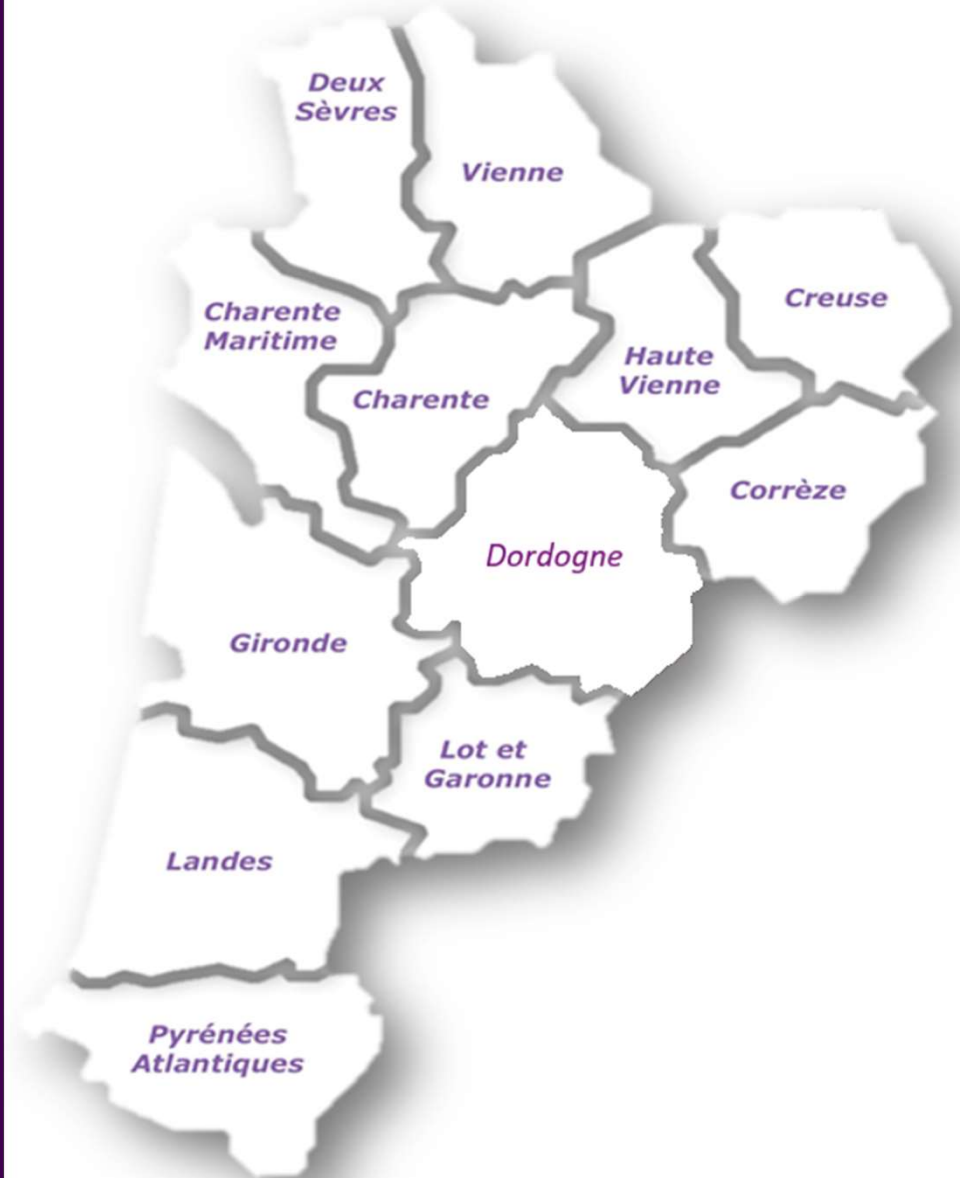 Deux
Sèvres
Vienne
Creuse
Charente
Maritime
Haute
Vienne
Charente
Corrèze
Dordogne
Gironde
Lot et
Garonne
Landes
Pyrénées
Atlantiques